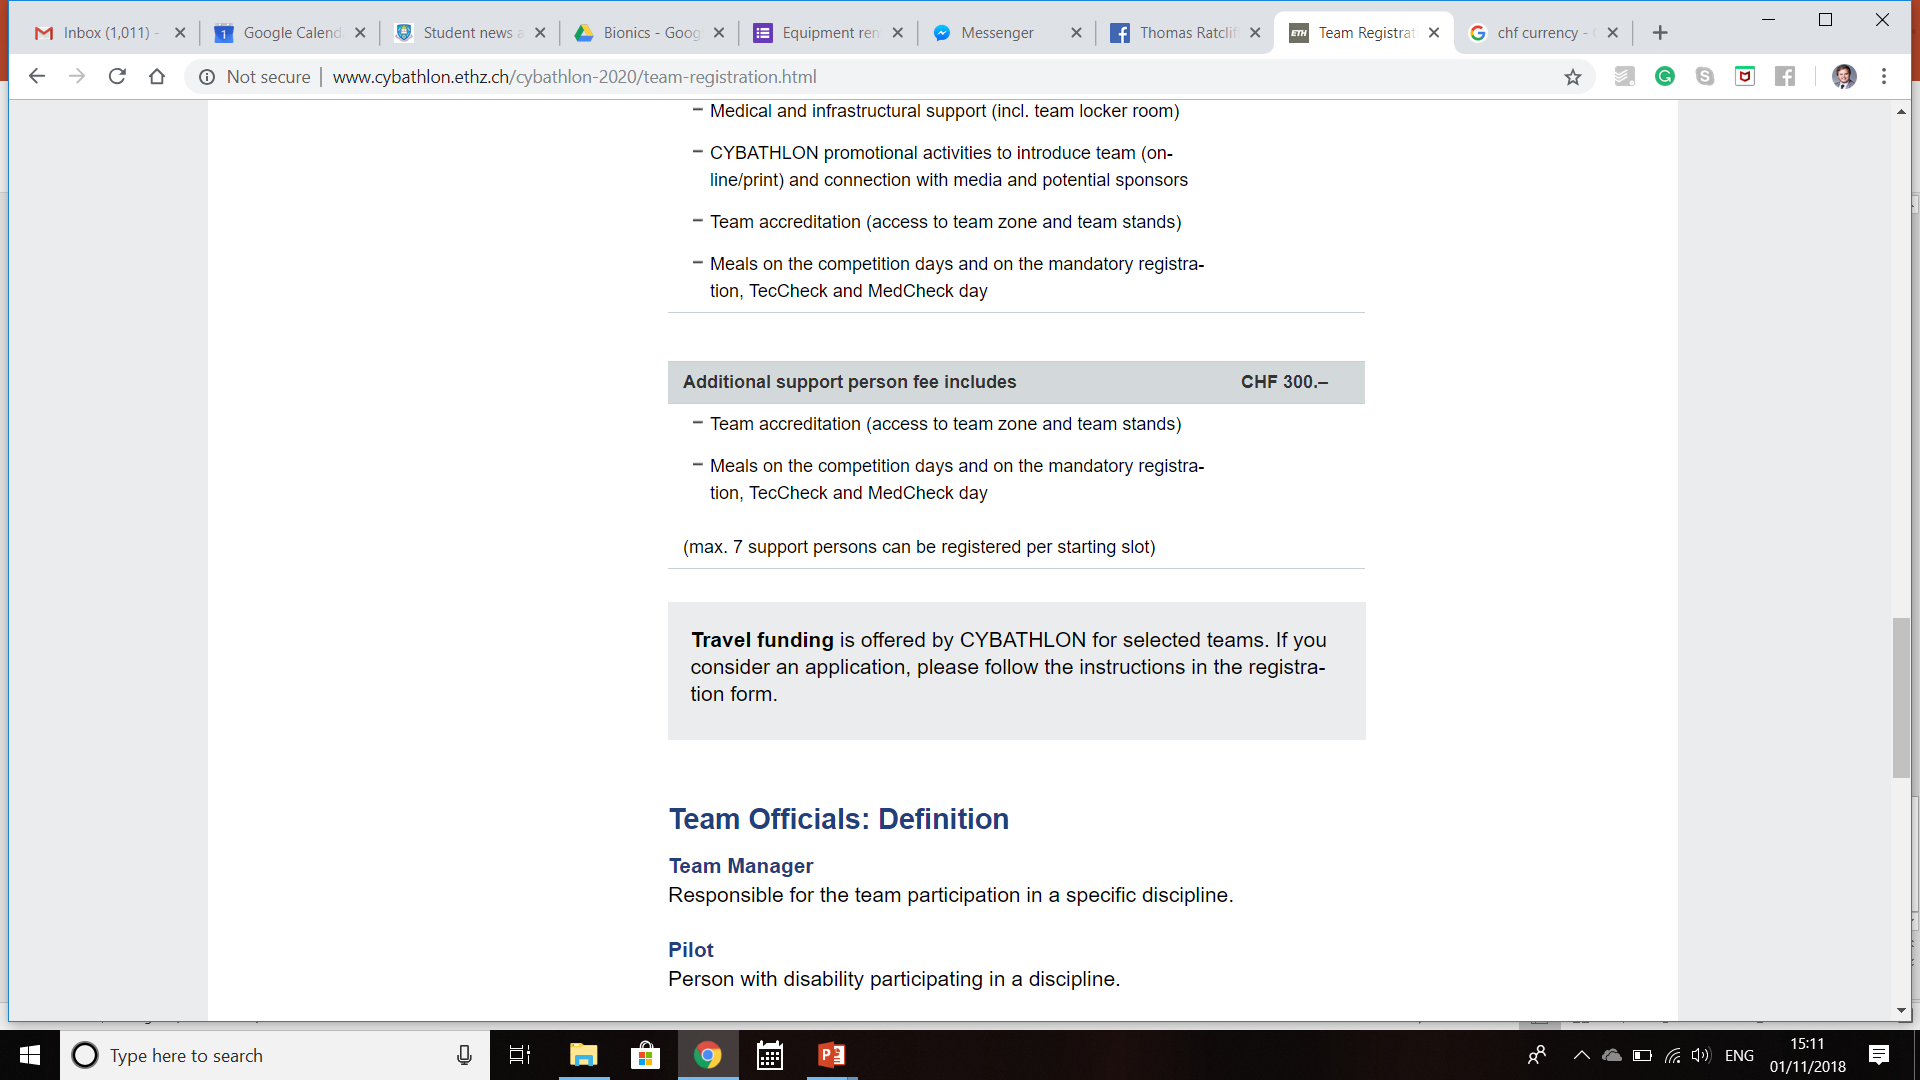 Inbox (1,011) -
Google Calend
Student news a
Bionics - Goog
Equipment ren
Messenger
Thomas Ratclif
ETH
Team Registrat
chf currency -
Not secure | www.cybathlon.ethz.ch/cybathlon-2020/team-registration.html
– Medical and infrastructural support (incl. team locker room)
– CYBATHLON promotional activities to introduce team (on-
line/print) and connection with media and potential sponsors
– Team accreditation (access to team zone and team stands)
– Meals on the competition days and on the mandatory registra-
tion, TecCheck and MedCheck day
Additional support person fee includes CHF 300.–
– Team accreditation (access to team zone and team stands)
– Meals on the competition days and on the mandatory registra-
tion, TecCheck and MedCheck day
(max. 7 support persons can be registered per starting slot)
Travel funding is offered by CYBATHLON for selected teams. If you
consider an application, please follow the instructions in the registra-
tion form.
Team Officials: Definition
Team Manager
Responsible for the team participation in a specific discipline.
Pilot
Person with disability participating in a discipline.
Type here to search
ENG
15:11
01/11/2018